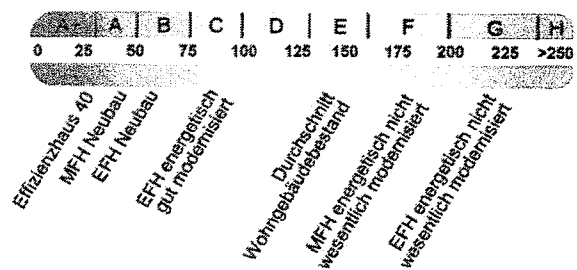 A+ | A | B | C | D | E | F | G | H
0 25 50 75 100 125 150 175 200 225 >250
Effizienzhaus 40
MFH Neubau
EFH Neubau
EFH energetisch
gut modernisiert
Durchschnitt
Wohngebäudebestand
MFH energetisch nicht
wesentlich modernisiert
EFH energetisch nicht
wesentlich modernisiert